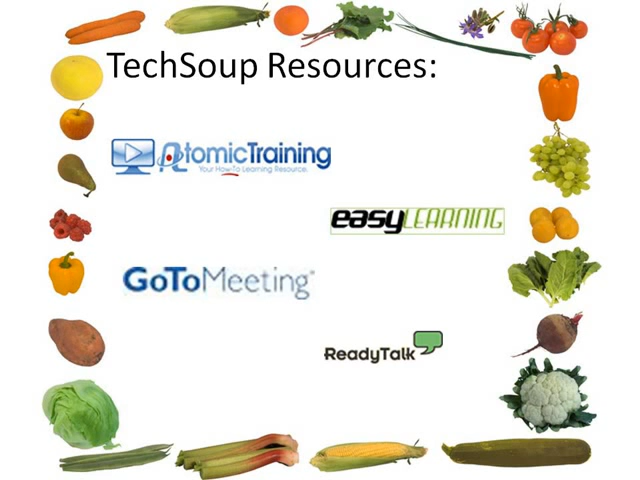 TechSoup Resources:
AtomicTraining
Your How-To Learning Resource.
easyLEARNING
GoToMeeting
ReadyTalk